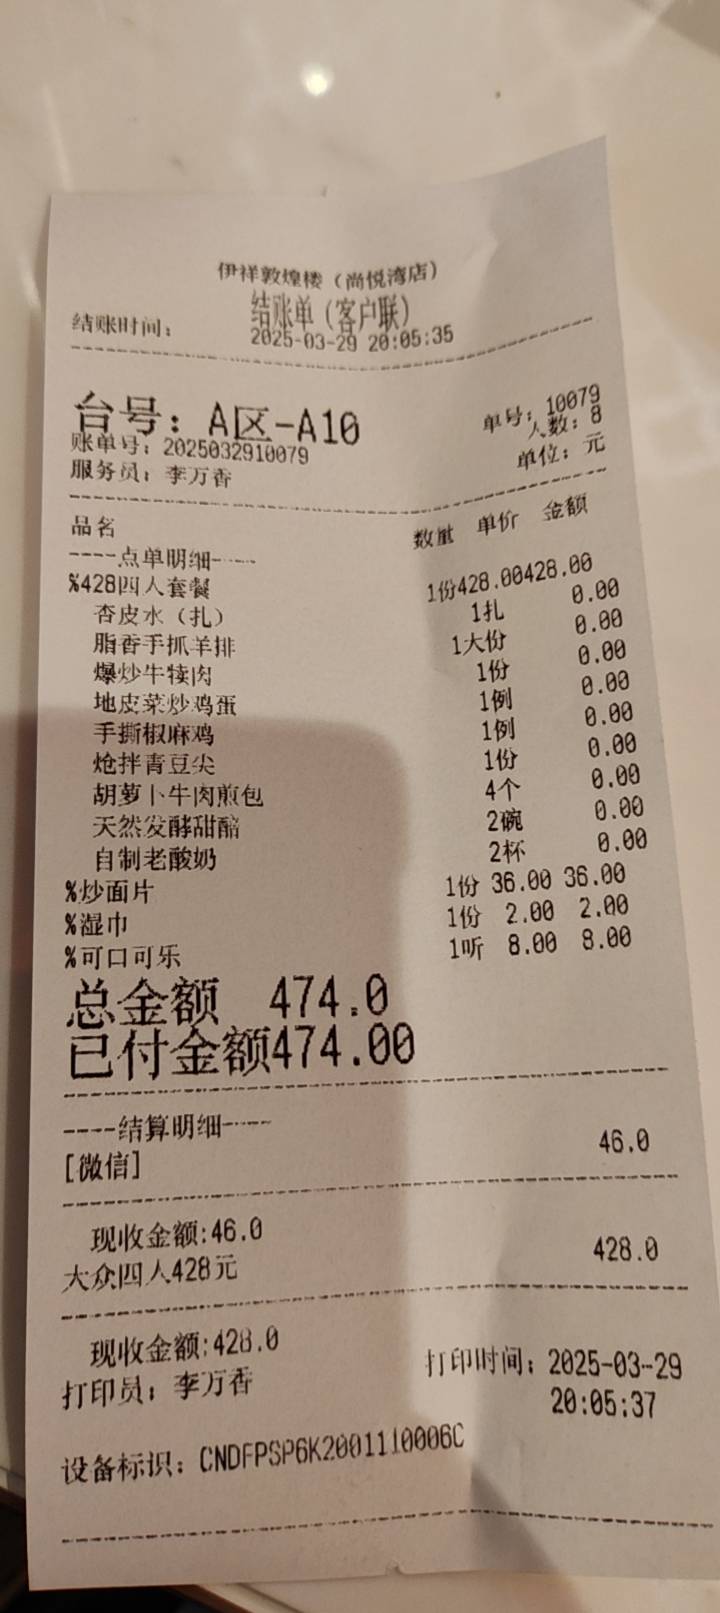 伊祥敦煌楼（尚悦湾店）
结账单（客户联）
结账时间： 2025-03-29 20:05:35
台号：A区-A10 单号：10079
账单号：2025032910079 人数：8
服务员：李万香 单位：元
品名 数量 单价 金额
----点单明细-----
%428四人套餐 1份428.00428.00
杏皮水（扎） 1扎 0.00
脂香手抓羊排 1大份 0.00
爆炒牛犊肉 1份 0.00
地皮菜炒鸡蛋 1例 0.00
手撕椒麻鸡 1例 0.00
炝拌青豆尖 1份 0.00
胡萝卜牛肉煎包 4个 0.00
天然发酵甜醅 2碗 0.00
自制老酸奶 2杯 0.00
%炒面片 1份 36.00 36.00
%湿巾 1份 2.00 2.00
%可口可乐 1听 8.00 8.00
总金额 474.0
已付金额474.00
----结算明细-----
[微信] 46.0
现收金额:46.0
大众四人428元 428.0
现收金额:428.0
打印员：李万香 打印时间：2025-03-29
20:05:37
设备标识：CNDFPSP6K2001110006C